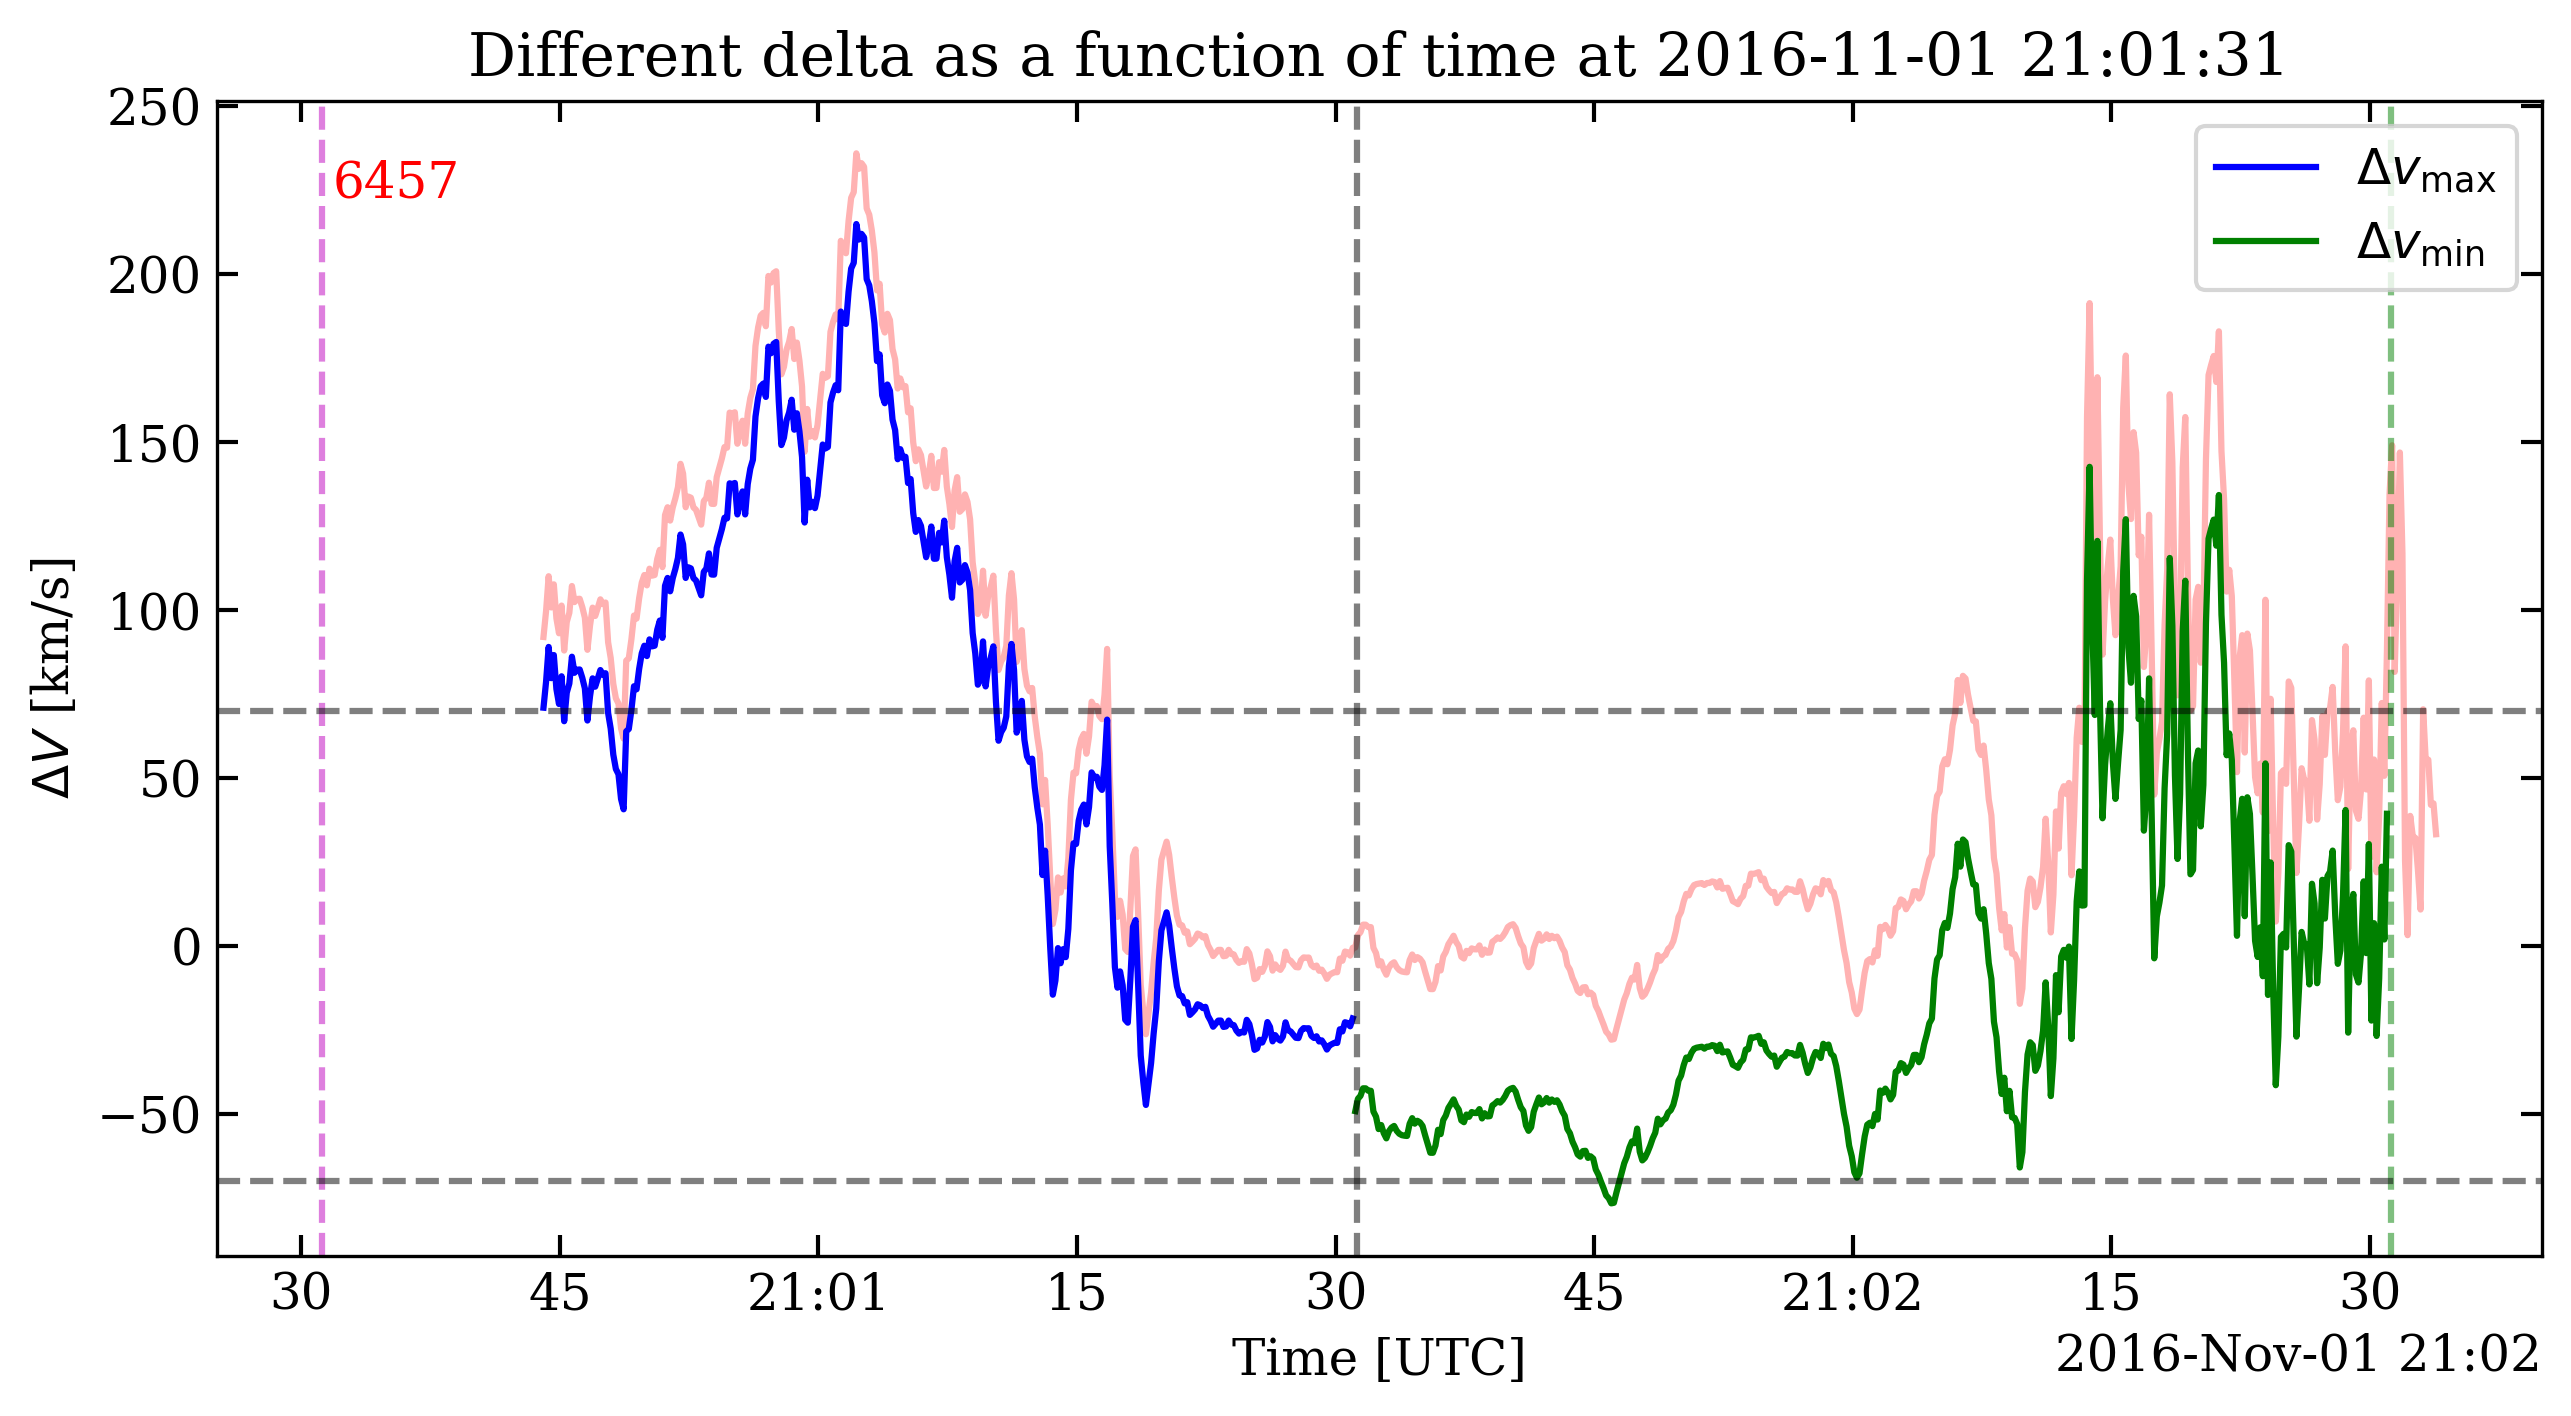 Different delta as a function of time at 2016-11-01 21:01:31
250
200
150
100
50
0
−50
ΔV [km/s]
6457
Δv_max
Δv_min
30 45 21:01 15 30 45 21:02 15 30
Time [UTC]
2016-Nov-01 21:02